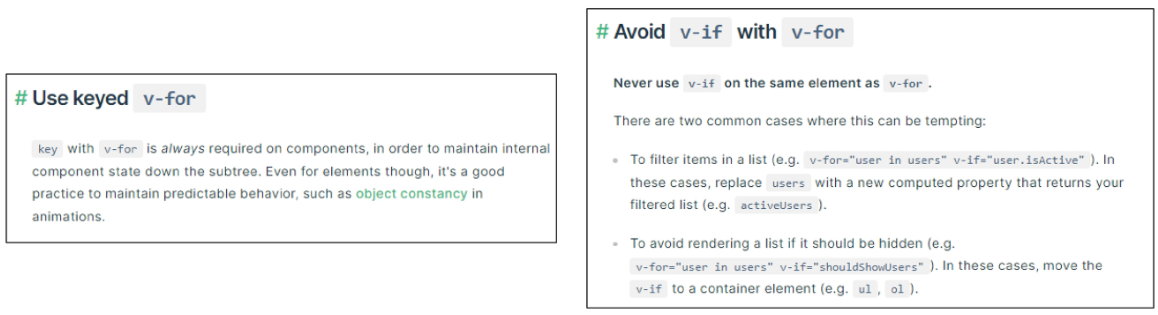 # Use keyed v-for
key with v-for is always required on components, in order to maintain internal
component state down the subtree. Even for elements though, it's a good
practice to maintain predictable behavior, such as object constancy in
animations.
# Avoid v-if with v-for
Never use v-if on the same element as v-for.
There are two common cases where this can be tempting:
• To filter items in a list (e.g. v-for="user in users" v-if="user.isActive" ). In
these cases, replace users with a new computed property that returns your
filtered list (e.g. activeUsers ).
• To avoid rendering a list if it should be hidden (e.g.
v-for="user in users" v-if="shouldShowUsers" ). In these cases, move the
v-if to a container element (e.g. ul , ol ).